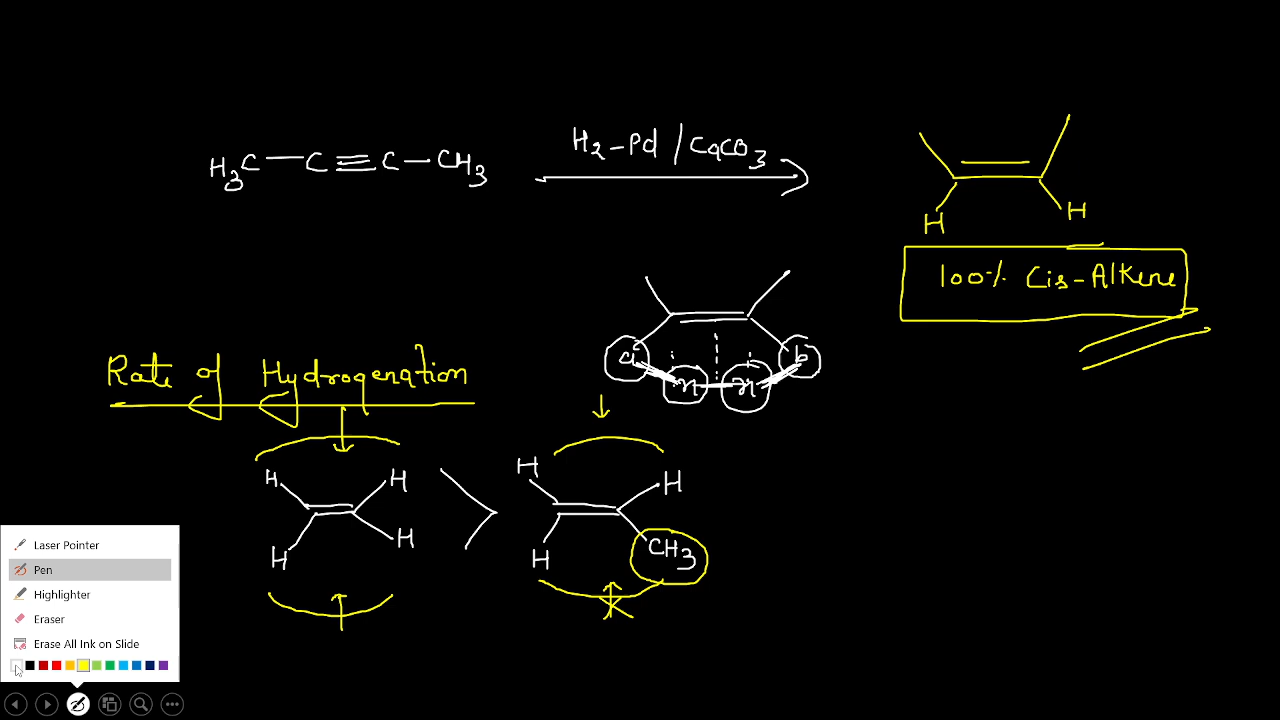 H3C—C≡C—CH3
H2-Pd/CaCO3
H H
100% Cis-Alkene
Rate of Hydrogeration
a b
H H
H H
>
H H
H CH3
Laser Pointer
Pen
Highlighter
Eraser
Erase All Ink on Slide